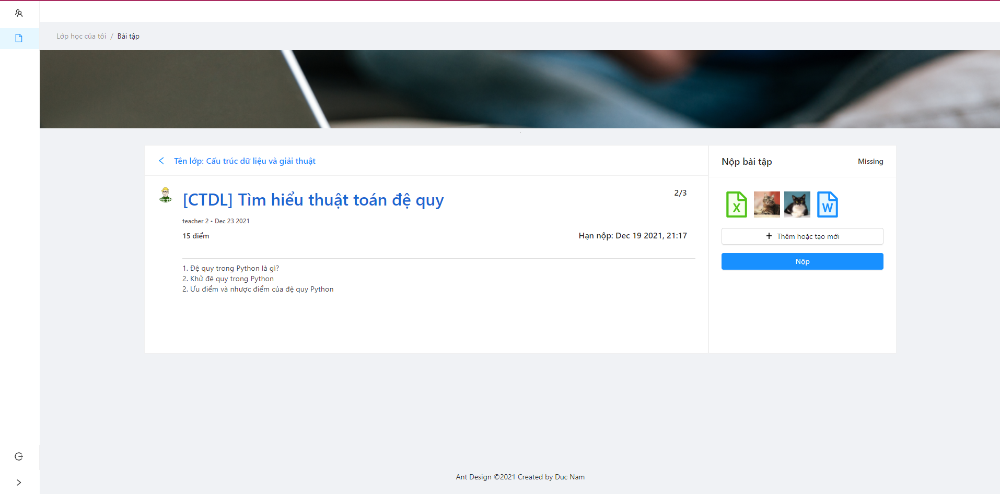 Lớp học của tôi / Bài tập
Tên lớp: Cấu trúc dữ liệu và giải thuật
[CTDL] Tìm hiểu thuật toán đệ quy
2/3
teacher 2 • Dec 23 2021
15 điểm
Hạn nộp: Dec 19 2021, 21:17
1. Đệ quy trong Python là gì?
2. Khử đệ quy trong Python
2. Ưu điểm và nhược điểm của đệ quy Python
Nộp bài tập
Missing
X
W
+ Thêm hoặc tạo mới
Nộp
Ant Design ©2021 Created by Duc Nam